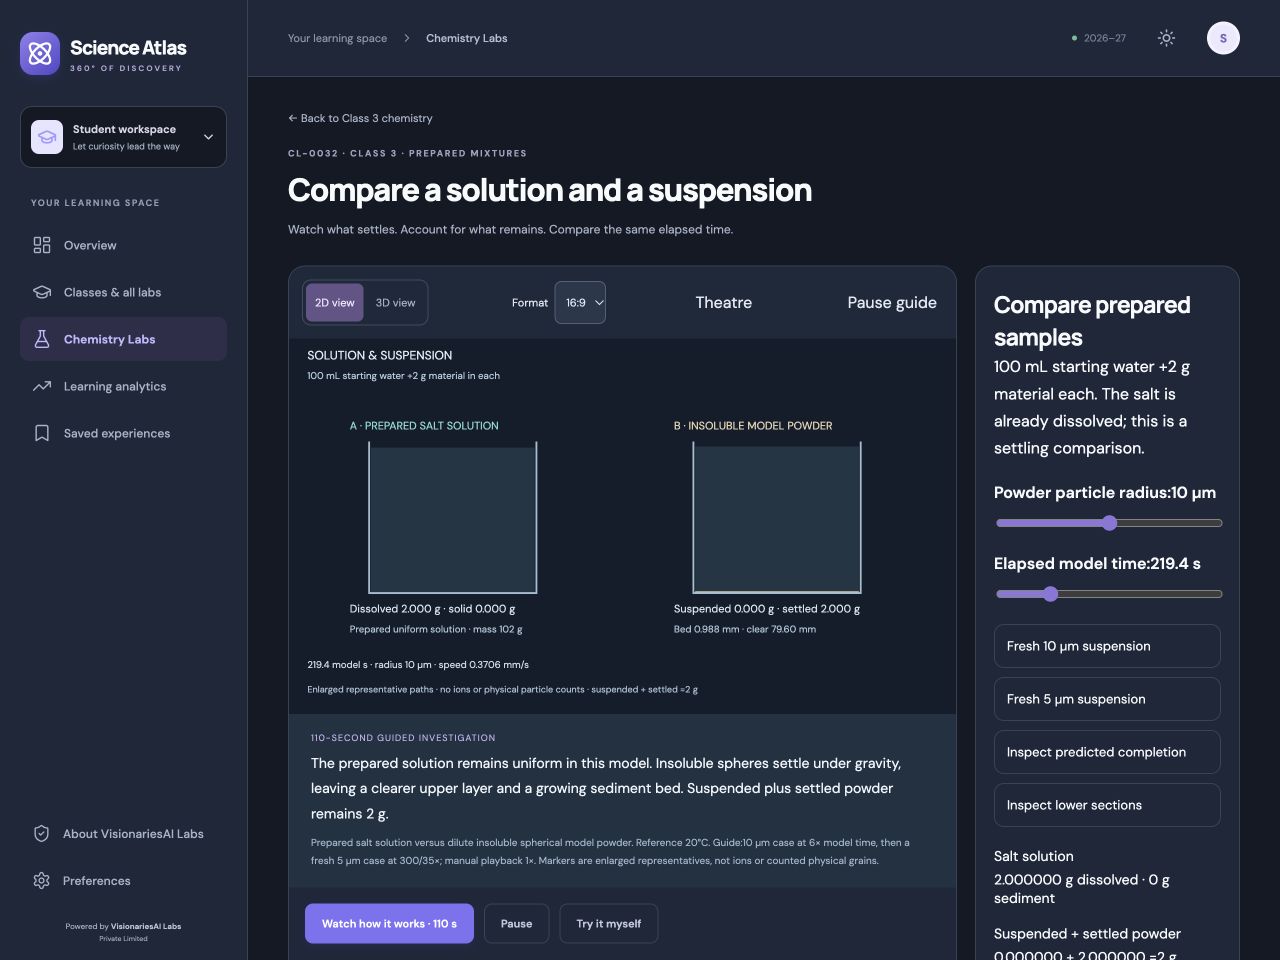 Science Atlas
360° OF DISCOVERY
Student workspace
Let curiosity lead the way
YOUR LEARNING SPACE
Overview
Classes & all labs
Chemistry Labs
Learning analytics
Saved experiences
About VisionariesAI Labs
Preferences
Powered by VisionariesAI Labs
Private Limited
Your learning space
Chemistry Labs
2026–27
S
← Back to Class 3 chemistry
CL-0032 · CLASS 3 · PREPARED MIXTURES
Compare a solution and a suspension
Watch what settles. Account for what remains. Compare the same elapsed time.
2D view
3D view
Format
16:9
Theatre
Pause guide
SOLUTION & SUSPENSION
100 mL starting water +2 g material in each
A · PREPARED SALT SOLUTION
B · INSOLUBLE MODEL POWDER
Dissolved 2.000 g · solid 0.000 g
Prepared uniform solution · mass 102 g
Suspended 0.000 g · settled 2.000 g
Bed 0.988 mm · clear 79.60 mm
219.4 model s · radius 10 µm · speed 0.3706 mm/s
Enlarged representative paths · no ions or physical particle counts · suspended + settled =2 g
110-SECOND GUIDED INVESTIGATION
The prepared solution remains uniform in this model. Insoluble spheres settle under gravity,
leaving a clearer upper layer and a growing sediment bed. Suspended plus settled powder
remains 2 g.
Prepared salt solution versus dilute insoluble spherical model powder. Reference 20°C. Guide:10 µm case at 6× model time, then a
fresh 5 µm case at 300/35×; manual playback 1×. Markers are enlarged representatives, not ions or counted physical grains.
Watch how it works · 110 s
Pause
Try it myself
Compare prepared
samples
100 mL starting water +2 g
material each. The salt is
already dissolved; this is a
settling comparison.
Powder particle radius:10 µm
Elapsed model time:219.4 s
Fresh 10 µm suspension
Fresh 5 µm suspension
Inspect predicted completion
Inspect lower sections
Salt solution
2.000000 g dissolved · 0 g
sediment
Suspended + settled powder
0.000000 + 2.000000 =2 g